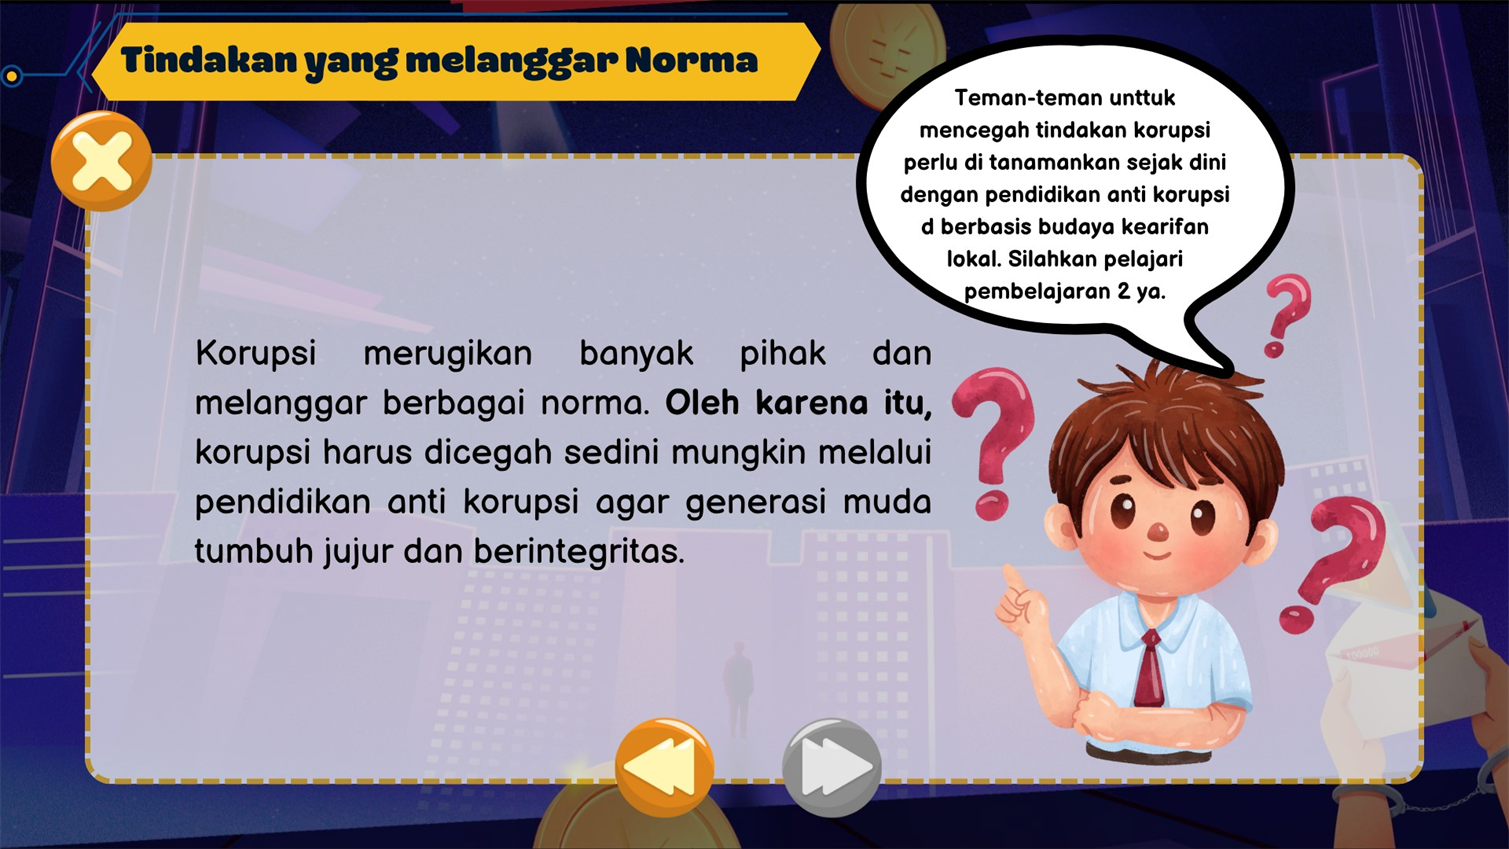 Tindakan yang melanggar Norma
Teman-teman unttuk
mencegah tindakan korupsi
perlu di tanamankan sejak dini
dengan pendidikan anti korupsi
d berbasis budaya kearifan
lokal. Silahkan pelajari
pembelajaran 2 ya.
Korupsi merugikan banyak pihak dan
melanggar berbagai norma. Oleh karena itu,
korupsi harus dicegah sedini mungkin melalui
pendidikan anti korupsi agar generasi muda
tumbuh jujur dan berintegritas.